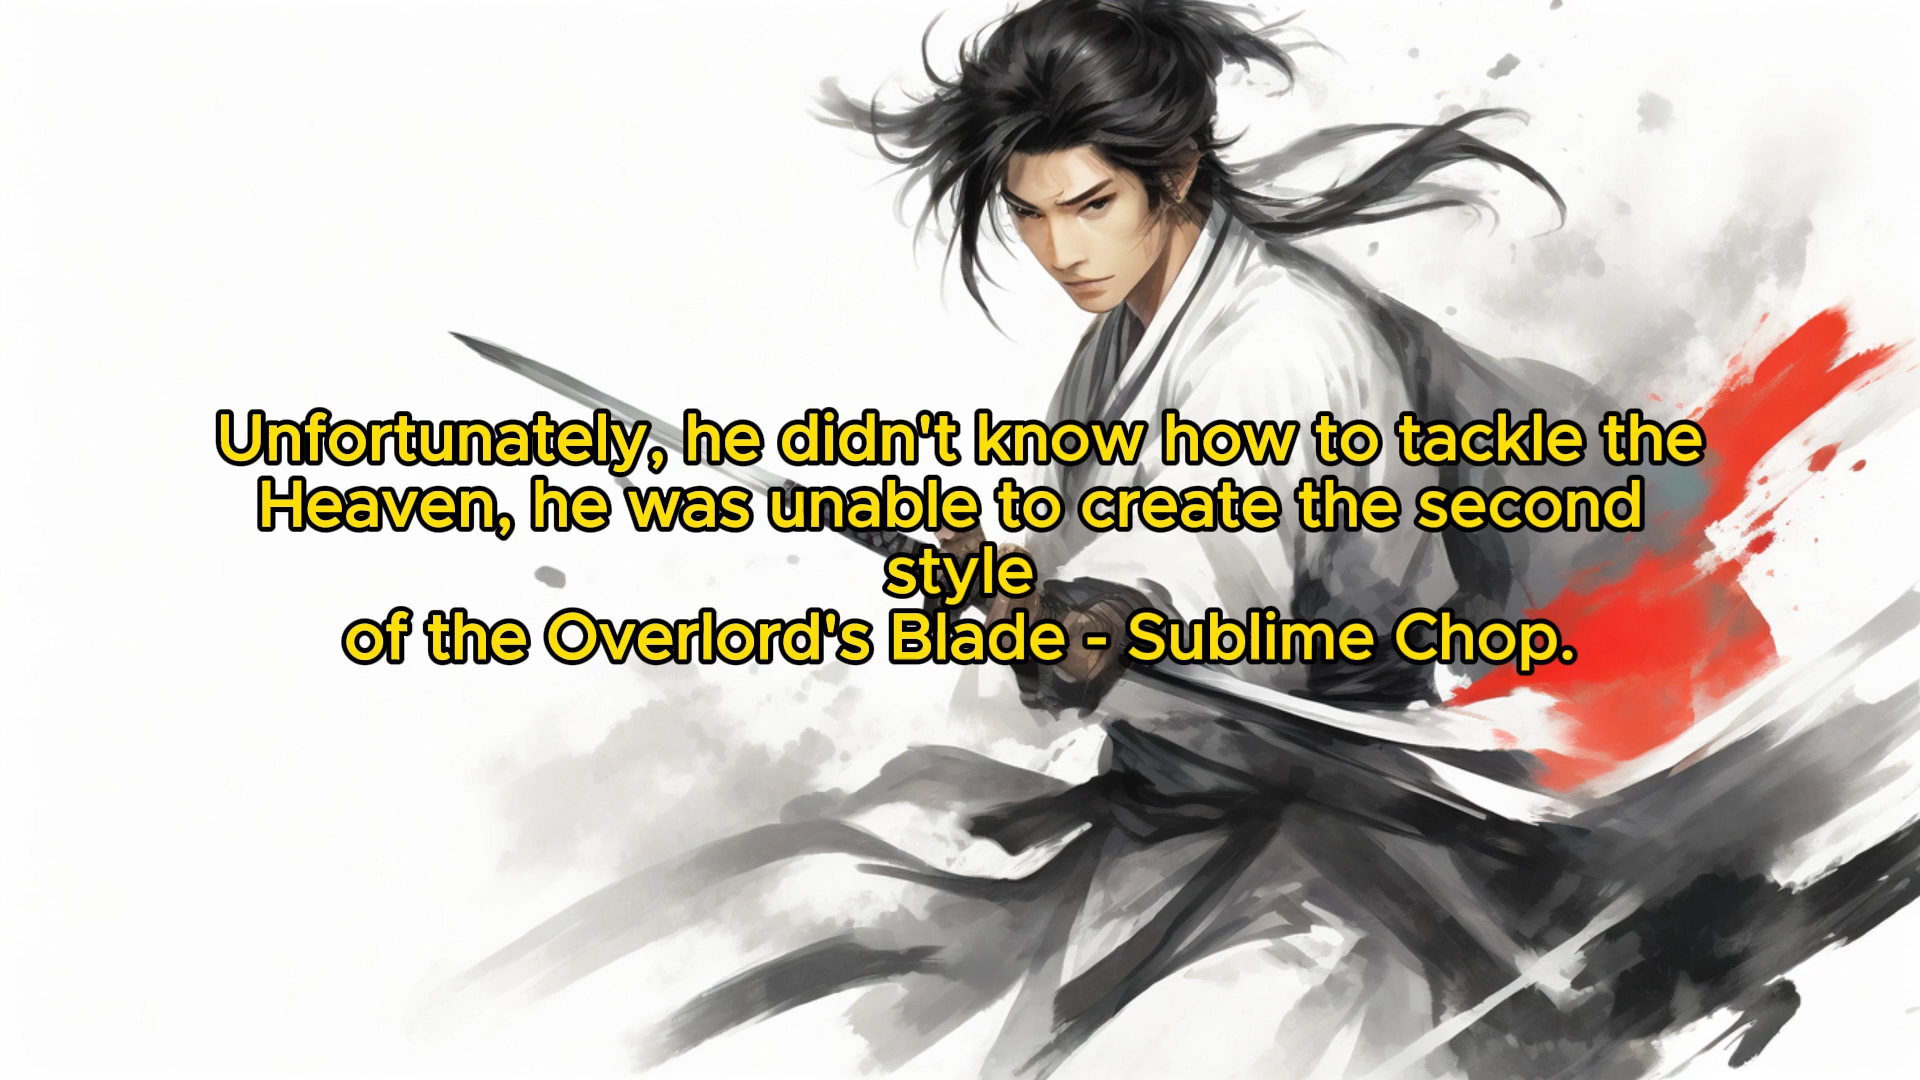 Unfortunately, he didn't know how to tackle the
Heaven, he was unable to create the second
style
of the Overlord's Blade - Sublime Chop.